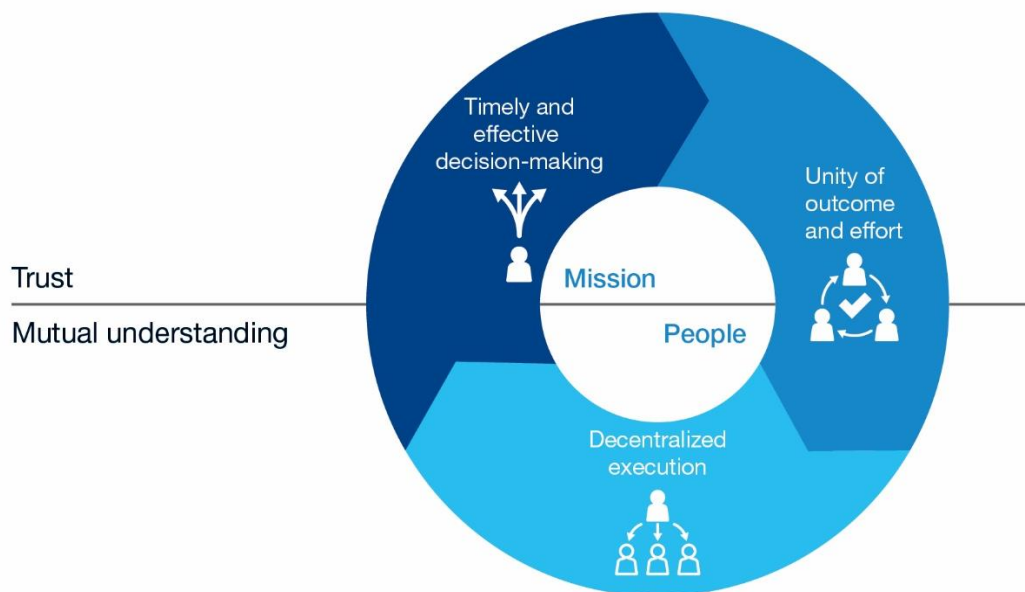 Timely and
effective
decision-making
Unity of
outcome
and effort
Trust
Mission
Mutual understanding
People
Decentralized
execution